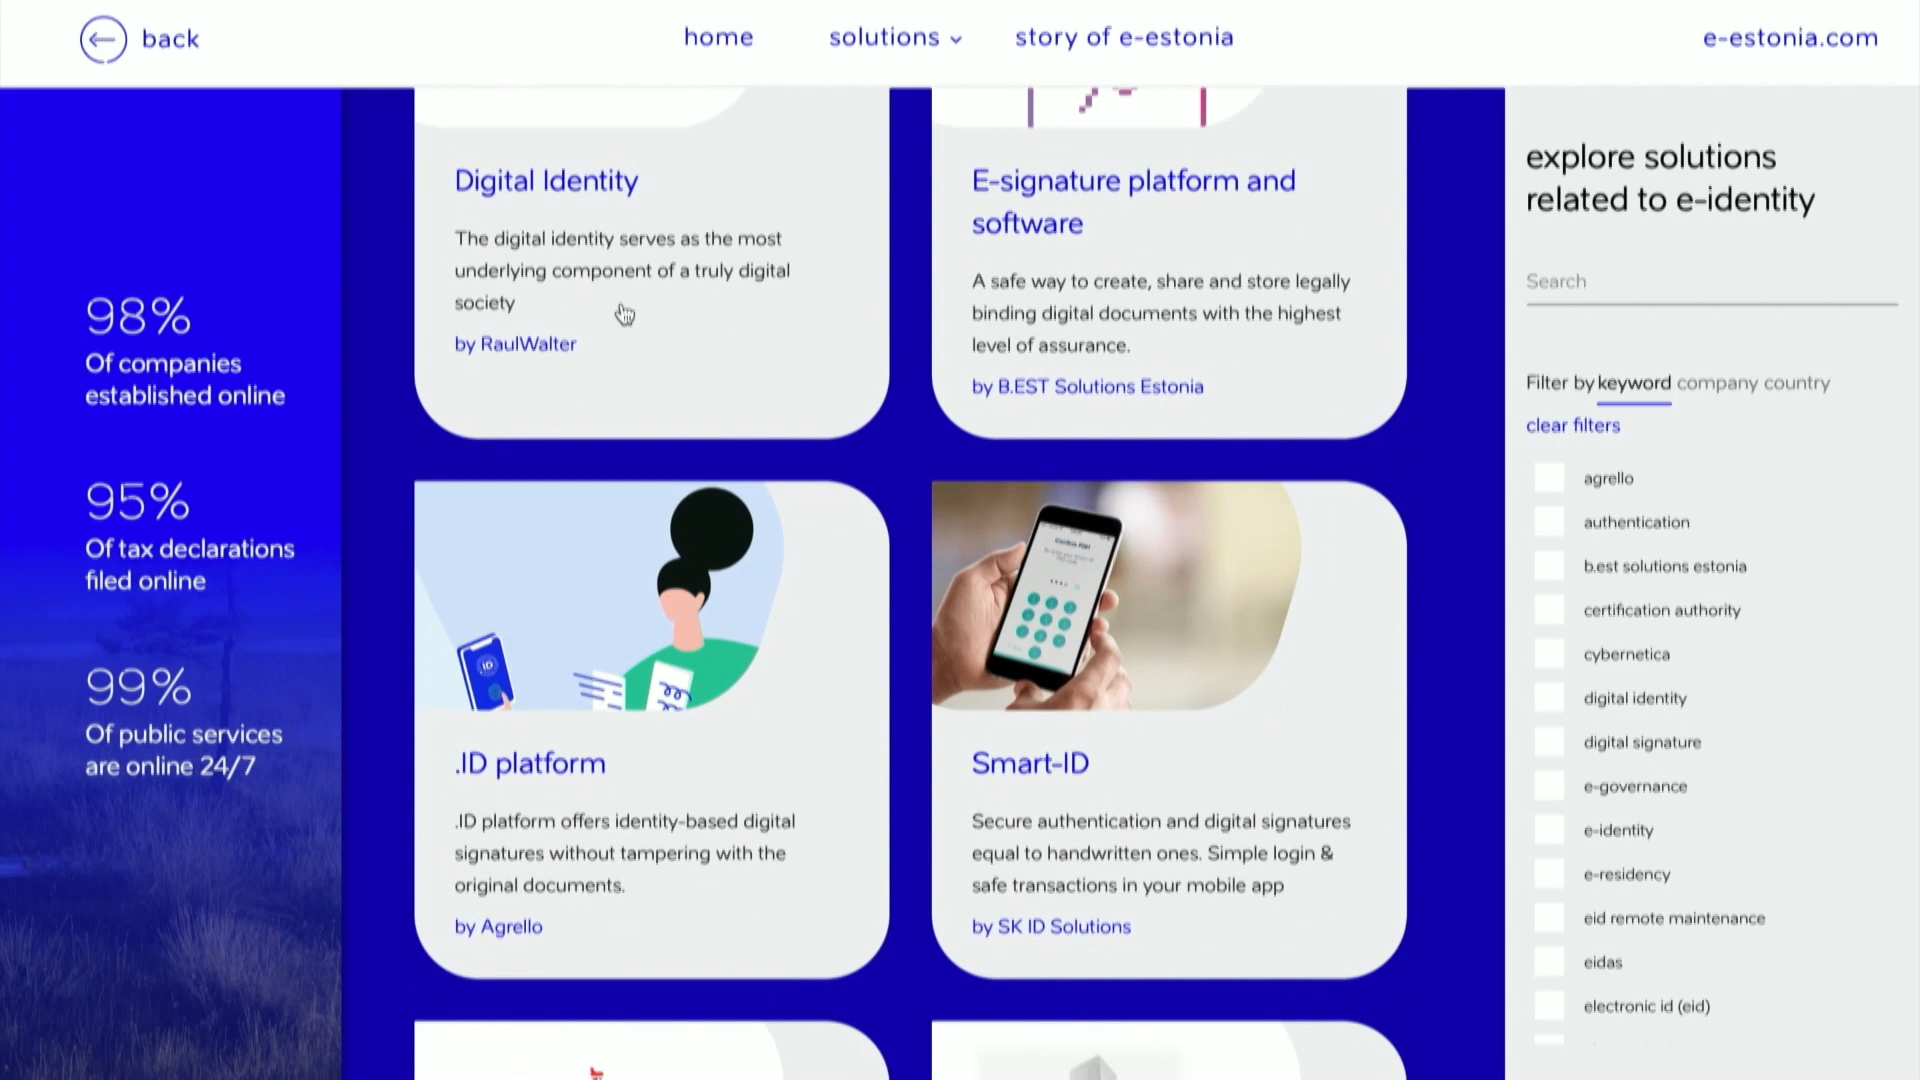 back
home
solutions
story of e-estonia
e-estonia.com
98%
Of companies
established online
95%
Of tax declarations
filed online
99%
Of public services
are online 24/7
Digital Identity
The digital identity serves as the most
underlying component of a truly digital
society
by RaulWalter
E-signature platform and
software
A safe way to create, share and store legally
binding digital documents with the highest
level of assurance.
by B.EST Solutions Estonia
iD
.ID platform
.ID platform offers identity-based digital
signatures without tampering with the
original documents.
by Agrello
Smart-ID
Secure authentication and digital signatures
equal to handwritten ones. Simple login &
safe transactions in your mobile app
by SK ID Solutions
explore solutions
related to e-identity
Search
Filter by keyword company country
clear filters
agrello
authentication
b.est solutions estonia
certification authority
cybernetica
digital identity
digital signature
e-governance
e-identity
e-residency
eid remote maintenance
eidas
electronic id (eid)